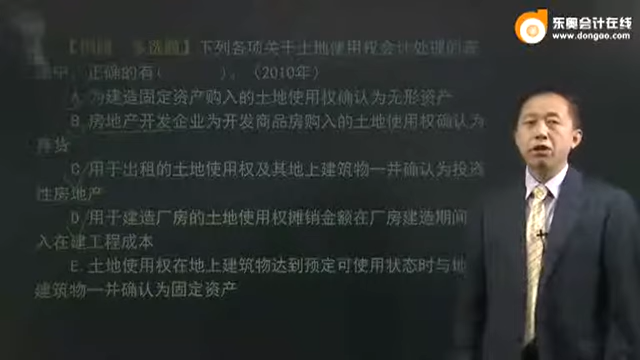 东奥会计在线
www.dongao.com
【例题·多选题】下列各项关于土地使用权会计处理的表
述中，正确的有(　　)。（2010年）
A.为建造固定资产购入的土地使用权确认为无形资产
B.房地产开发企业为开发商品房购入的土地使用权确认为
存货
C.用于出租的土地使用权及其地上建筑物一并确认为投资
性房地产
D.用于建造厂房的土地使用权摊销金额在厂房建造期间
入在建工程成本
E.土地使用权在地上建筑物达到预定可使用状态时与地
建筑物一并确认为固定资产